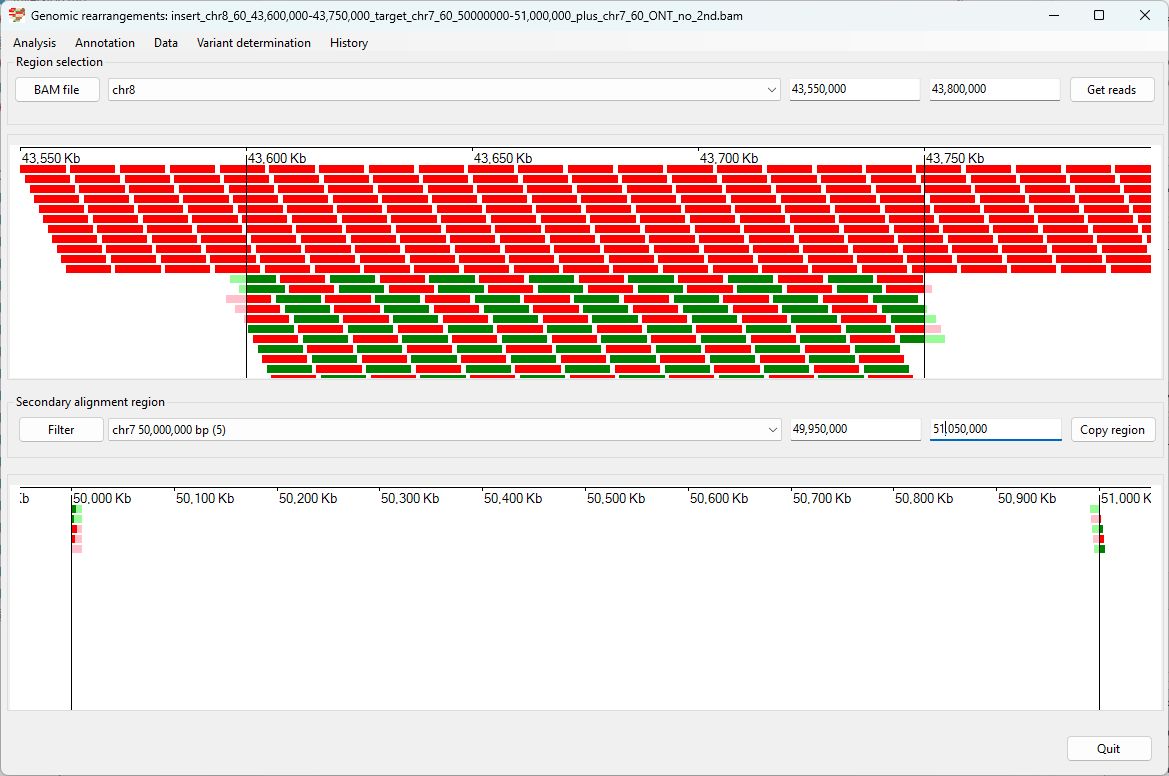 Genomic rearrangements: insert_chr8_60_43,600,000-43,750,000_target_chr7_60_50000000-51,000,000_plus_chr7_60_ONT_no_2nd.bam
Analysis Annotation Data Variant determination History
Region selection
BAM file chr8 43,550,000 43,800,000 Get reads
43,550 Kb 43,600 Kb 43,650 Kb 43,700 Kb 43,750 Kb
Secondary alignment region
Filter chr7 50,000,000 bp (5) 49,950,000 51,050,000 Copy region
b 50,000 Kb 50,100 Kb 50,200 Kb 50,300 Kb 50,400 Kb 50,500 Kb 50,600 Kb 50,700 Kb 50,800 Kb 50,900 Kb 51,000 K
Quit